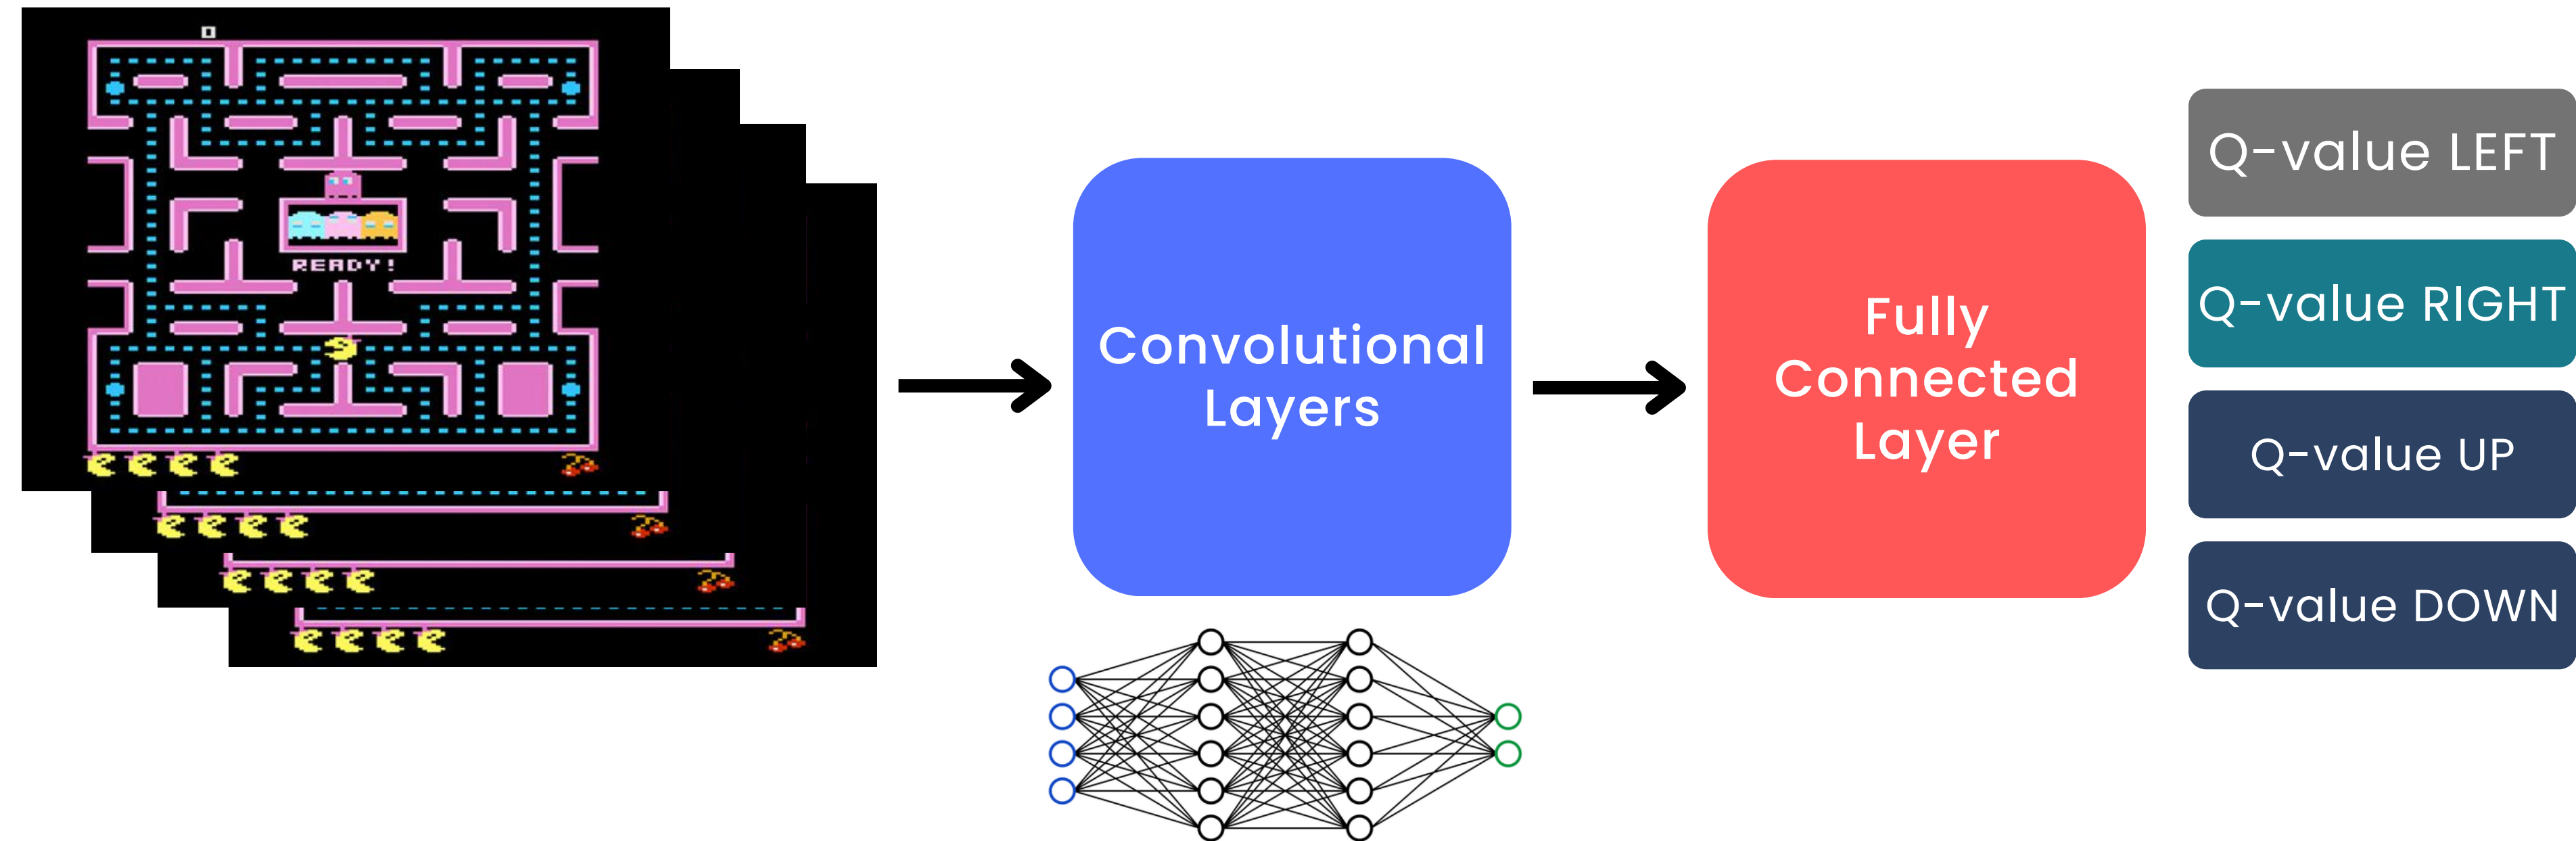 0
READY!
Convolutional
Layers
Fully
Connected
Layer
Q-value LEFT
Q-value RIGHT
Q-value UP
Q-value DOWN